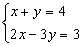 x + y = 4
2x - 3y = 3